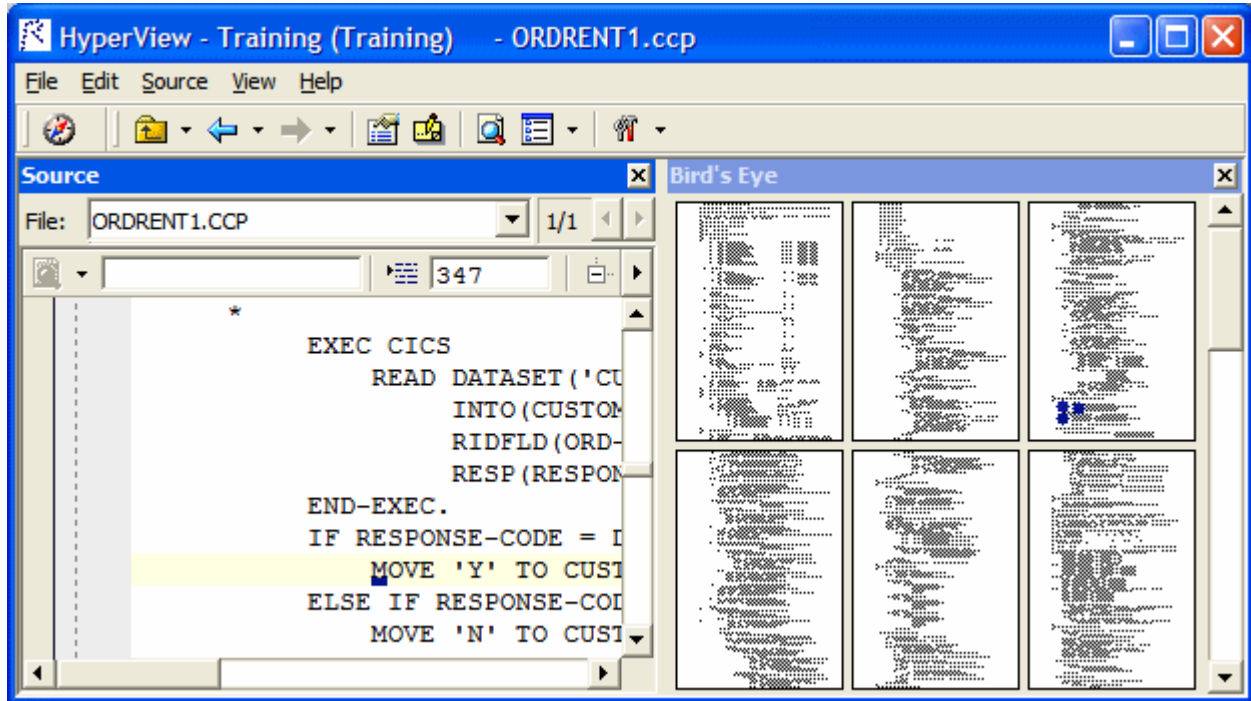 HyperView - Training (Training) - ORDRENT1.ccp
File Edit Source View Help
Source
Bird's Eye
File: ORDRENT1.CCP 1/1
347
*
EXEC CICS
READ DATASET('CU
INTO(CUSTOM
RIDFLD(ORD-
RESP(RESPON
END-EXEC.
IF RESPONSE-CODE = D
MOVE 'Y' TO CUST
ELSE IF RESPONSE-COD
MOVE 'N' TO CUST